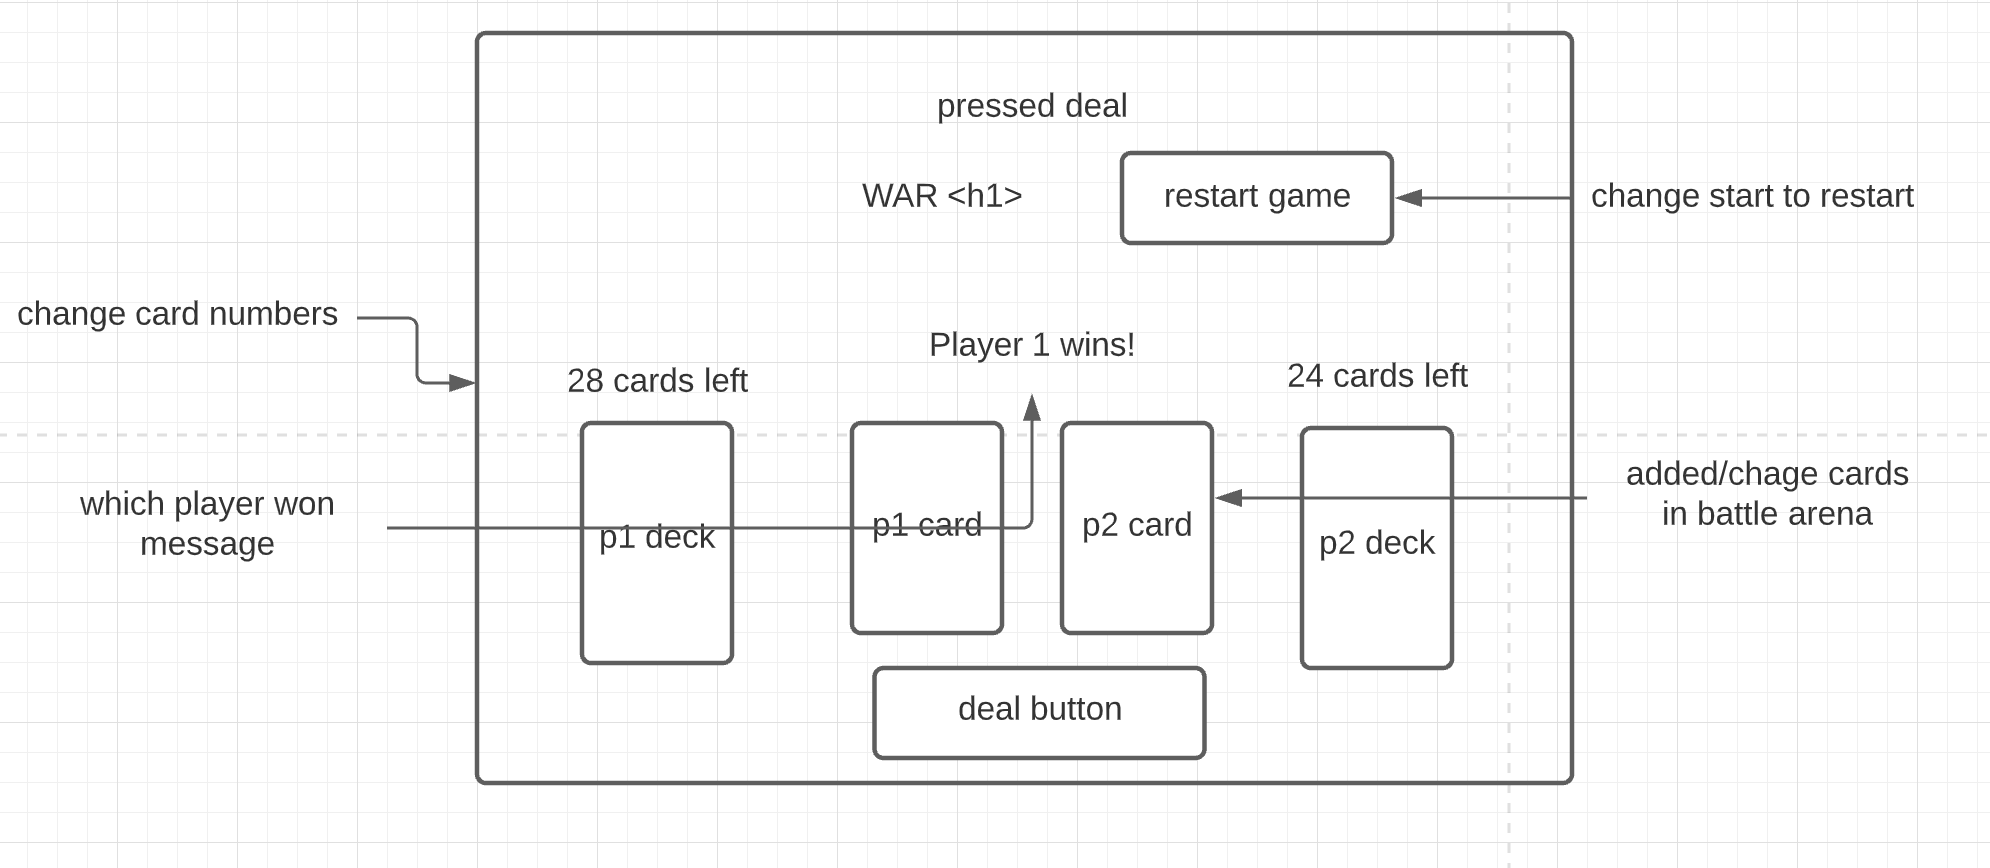 pressed deal
WAR <h1>
restart game
change start to restart
change card numbers
Player 1 wins!
28 cards left
24 cards left
which player won
message
p1 deck
p1 card
p2 card
p2 deck
added/chage cards
in battle arena
deal button